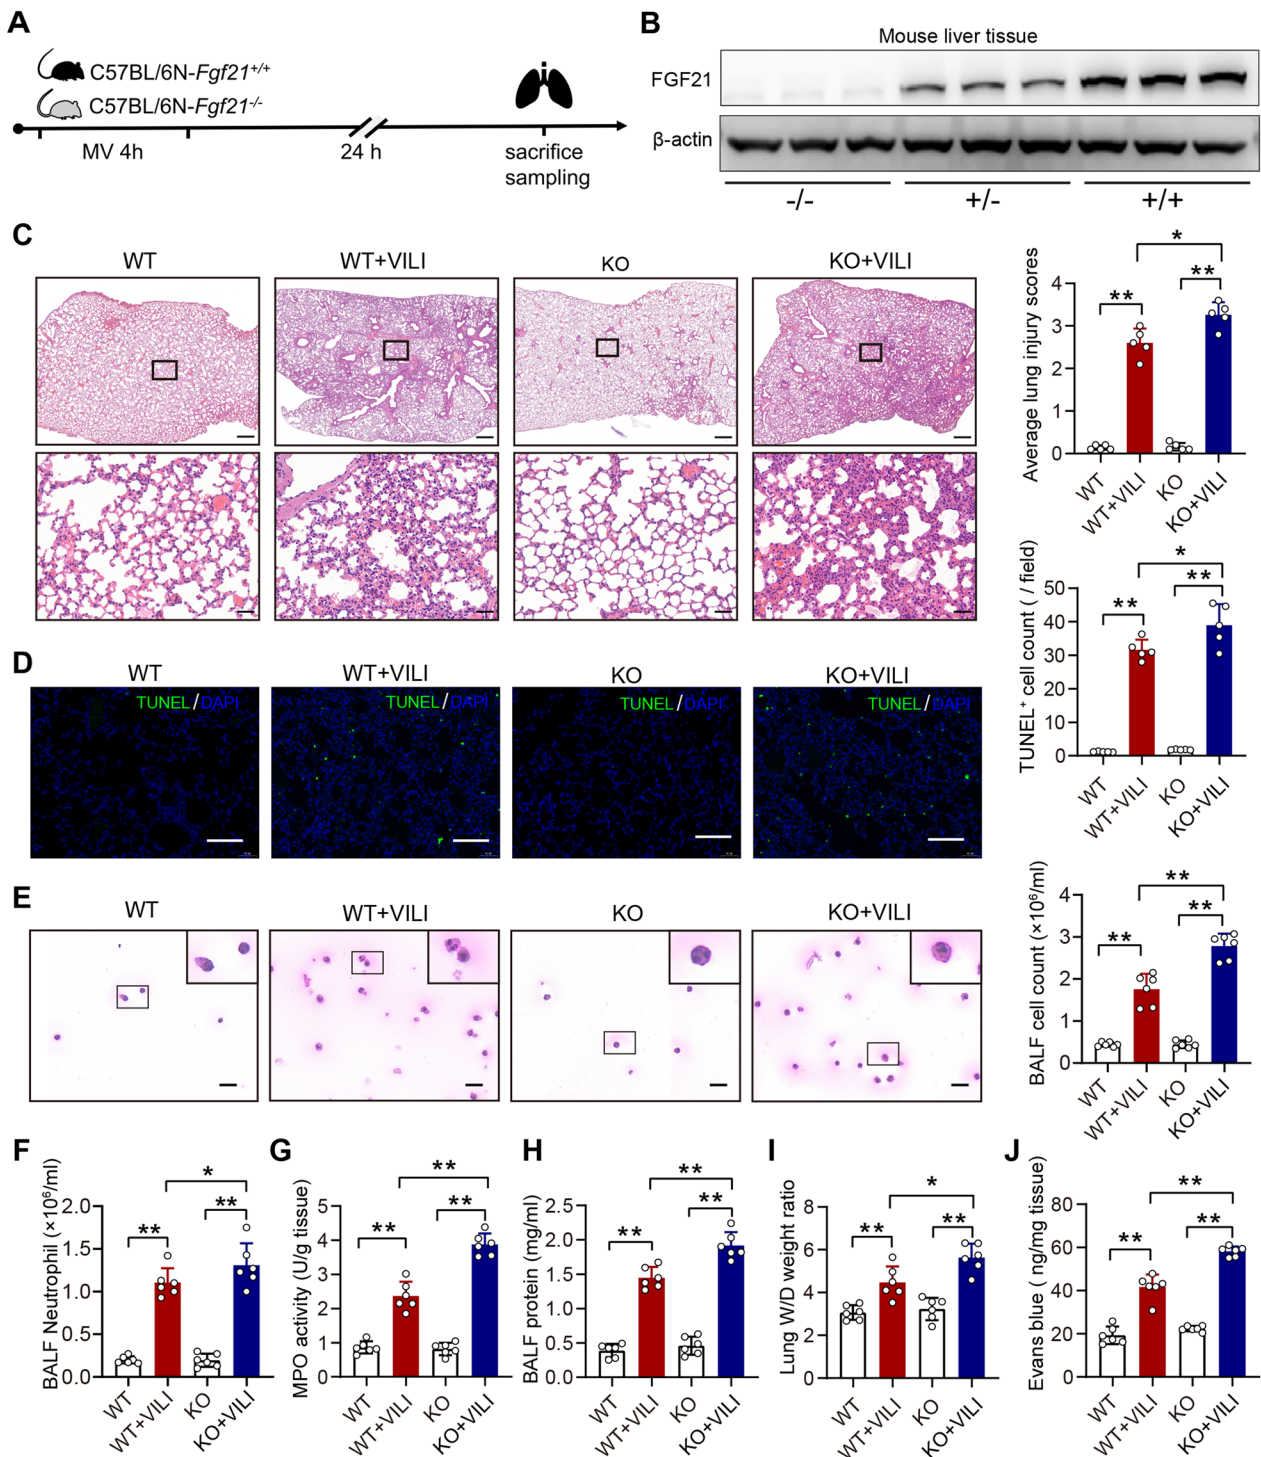 A
C57BL/6N-Fgf21+/+
C57BL/6N-Fgf21-/-
MV 4h
24 h
sacrifice
sampling
B
Mouse liver tissue
FGF21
β-actin
-/-
+/-
+/+
C
WT
WT+VILI
KO
KO+VILI
Average lung injury scores
4
3
2
1
0
*
**
**
WT
WT+VILI
KO
KO+VILI
D
WT
WT+VILI
KO
KO+VILI
TUNEL/DAPI
TUNEL/DAPI
TUNEL/DAPI
TUNEL/DAPI
TUNEL+ cell count ( / field)
50
40
30
20
10
0
*
**
**
WT
WT+VILI
KO
KO+VILI
E
WT
WT+VILI
KO
KO+VILI
BALF cell count (×10⁶/ml)
4
3
2
1
0
**
**
**
WT
WT+VILI
KO
KO+VILI
F
BALF Neutrophil (×10⁶/ml)
2.0
1.5
1.0
0.5
0.0
*
**
**
WT
WT+VILI
KO
KO+VILI
G
MPO activity (U/g tissue)
5
4
3
2
1
0
**
**
**
WT
WT+VILI
KO
KO+VILI
H
BALF protein (mg/ml)
2.5
2.0
1.5
1.0
0.5
0.0
**
**
**
WT
WT+VILI
KO
KO+VILI
I
Lung W/D weight ratio
8
6
4
2
0
*
**
**
WT
WT+VILI
KO
KO+VILI
J
Evans blue ( ng/mg tissue)
80
60
40
20
0
**
**
**
WT
WT+VILI
KO
KO+VILI